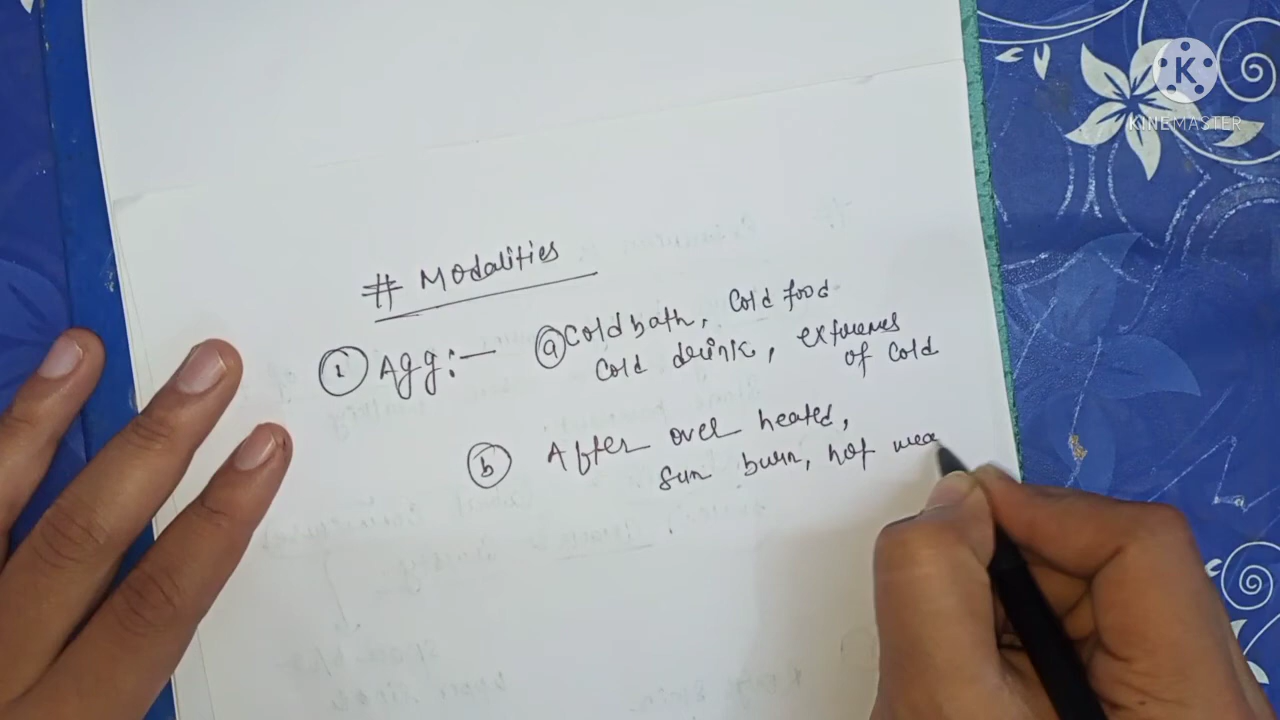 K
KINEMASTER
# Modalities
1 Agg:— a Cold bath, Cold food
Cold drink, extremes
of cold
b After over heated,
Sun burn, hot wea